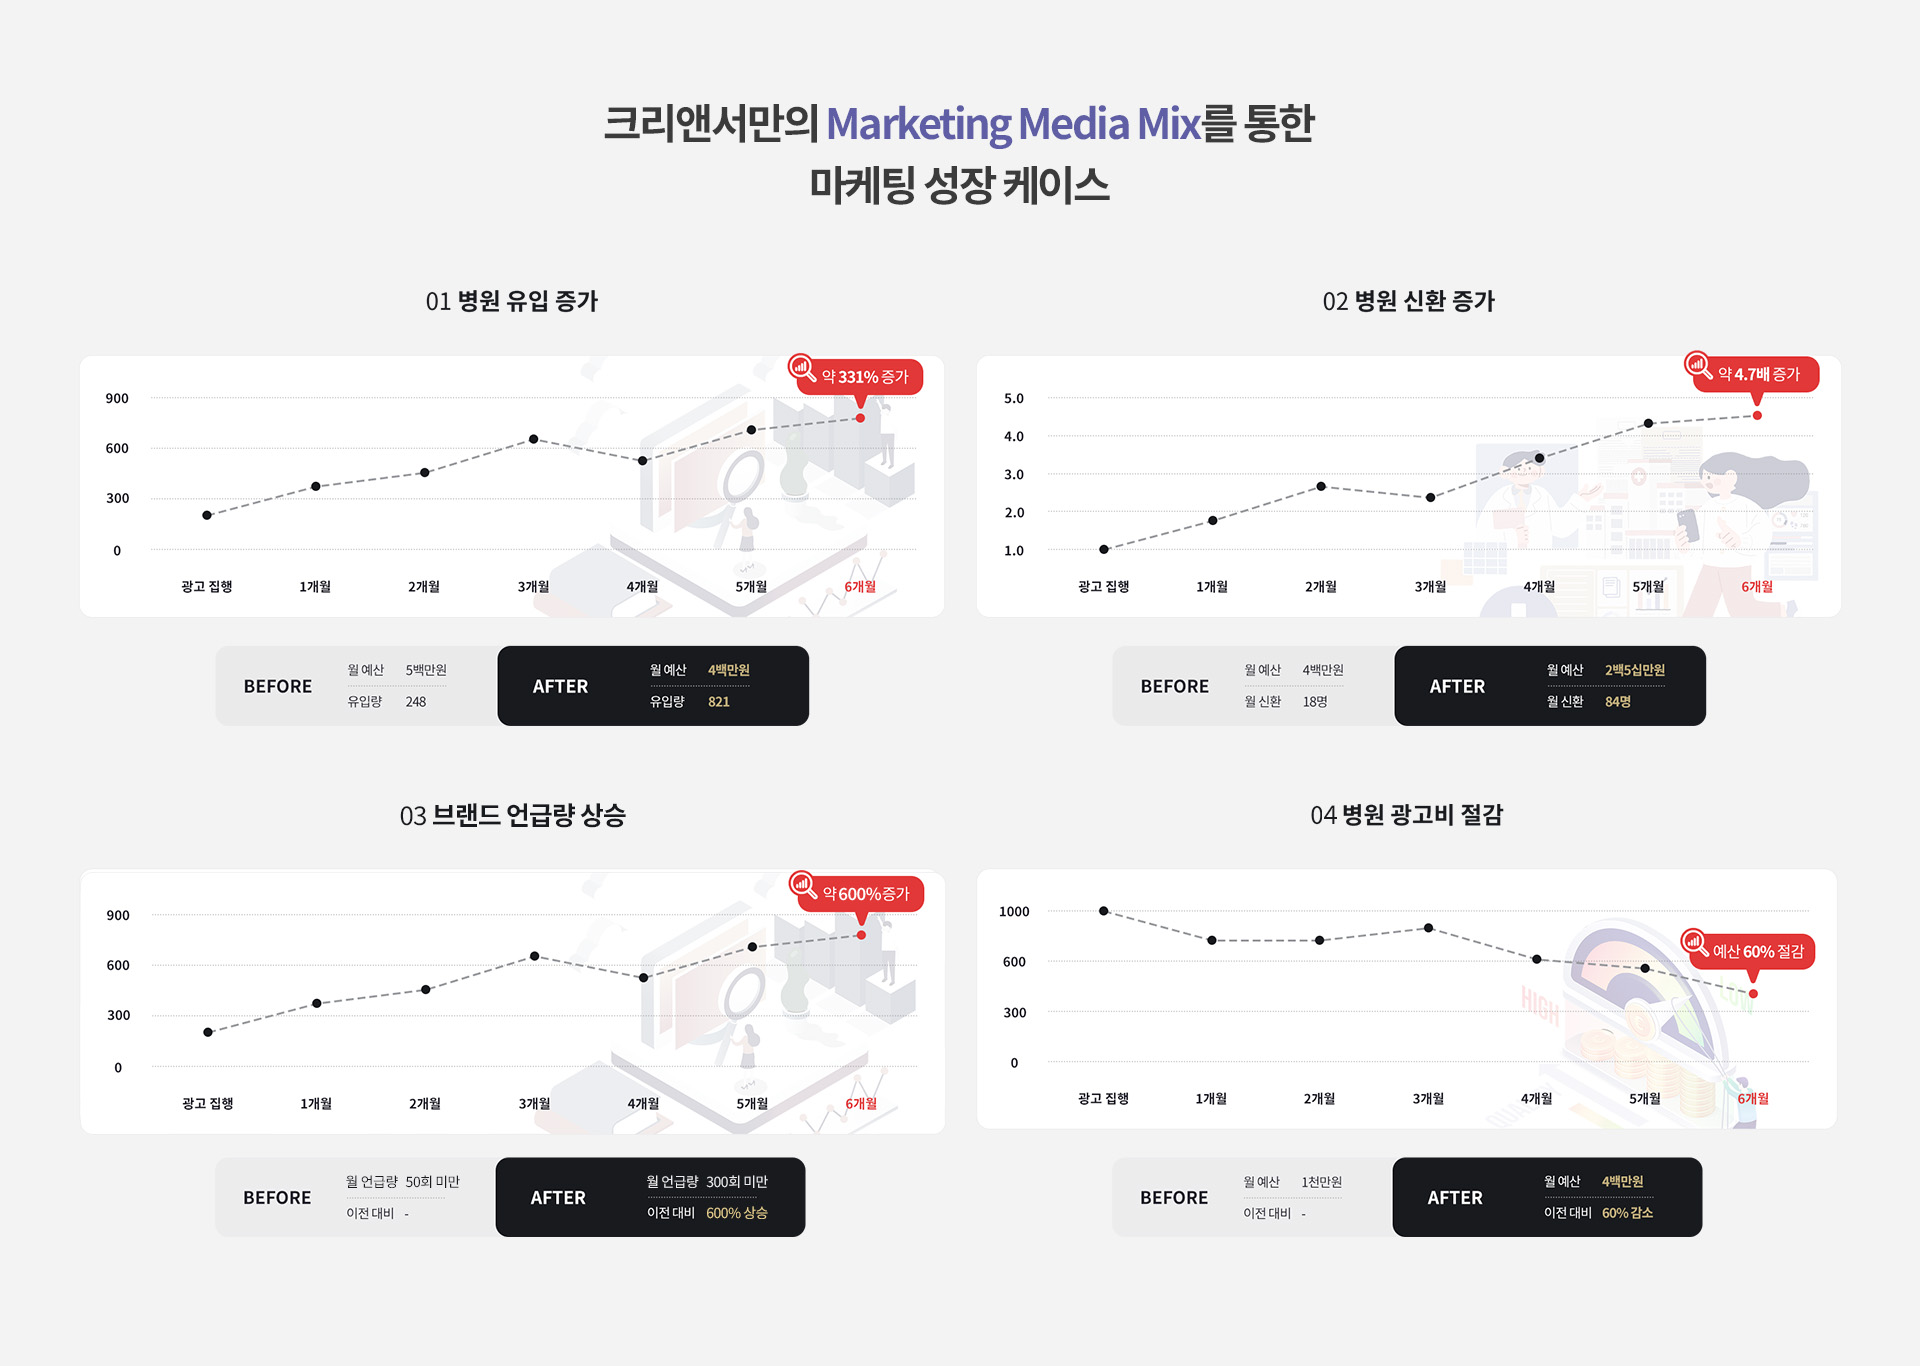 크리앤서만의 Marketing Media Mix를 통한
마케팅 성장 케이스
01 병원 유입 증가
약 331% 증가
900
600
300
0
광고 집행 1개월 2개월 3개월 4개월 5개월 6개월
BEFORE
월 예산 5백만원
유입량 248
AFTER
월 예산 4백만원
유입량 821
02 병원 신환 증가
약 4.7배 증가
5.0
4.0
3.0
2.0
1.0
광고 집행 1개월 2개월 3개월 4개월 5개월 6개월
BEFORE
월 예산 4백만원
월 신환 18명
AFTER
월 예산 2백5십만원
월 신환 84명
03 브랜드 언급량 상승
약 600%증가
900
600
300
0
광고 집행 1개월 2개월 3개월 4개월 5개월 6개월
BEFORE
월 언급량 50회 미만
이전 대비 -
AFTER
월 언급량 300회 미만
이전 대비 600% 상승
04 병원 광고비 절감
예산 60% 절감
1000
600
300
0
HIGH
LOW
QUALITY
광고 집행 1개월 2개월 3개월 4개월 5개월 6개월
BEFORE
월 예산 1천만원
이전 대비 -
AFTER
월 예산 4백만원
이전 대비 60% 감소